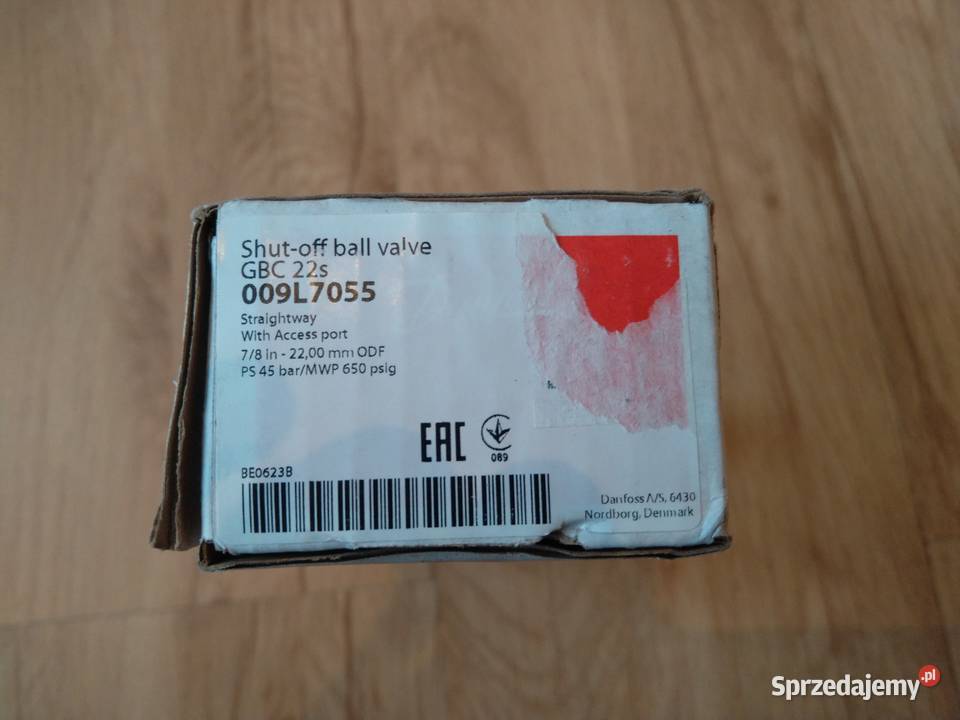 Shut-off ball valve
GBC 22s
009L7055
Straightway
With Access port
7/8 in - 22,00 mm ODF
PS 45 bar/MWP 650 psig
EAC
089
BE0623B
Danfoss A/S, 6430
Nordborg, Denmark
Sprzedajemy.pl